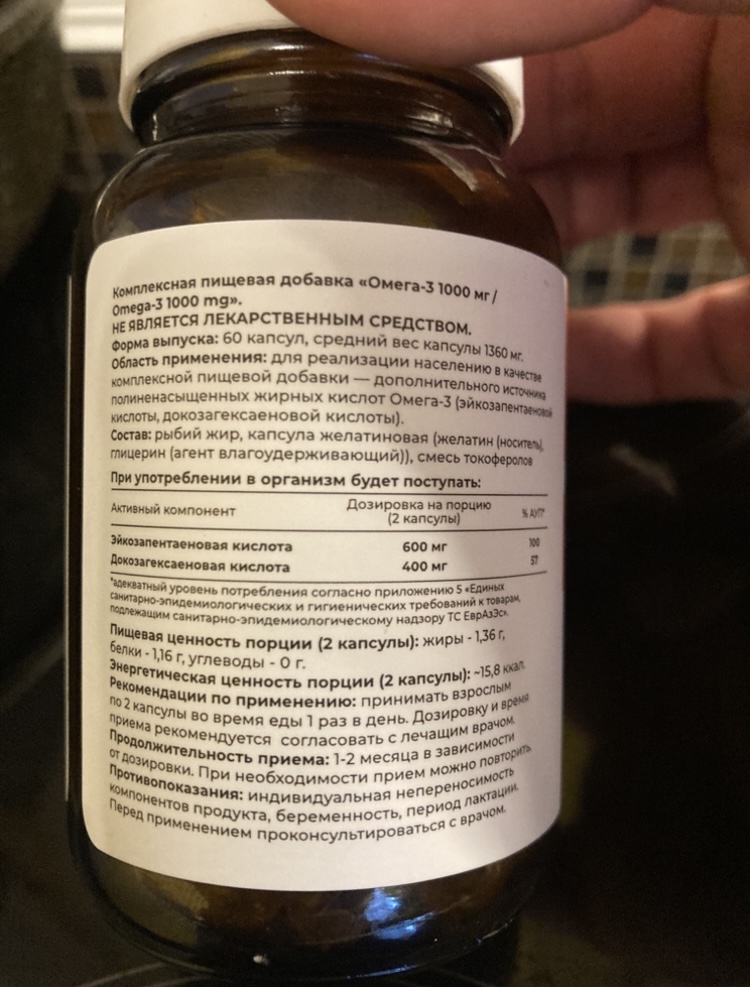 Комплексная пищевая добавка «Омега-3 1000 мг /
Omega-3 1000 mg».
НЕ ЯВЛЯЕТСЯ ЛЕКАРСТВЕННЫМ СРЕДСТВОМ.
Форма выпуска: 60 капсул, средний вес капсулы 1360 мг.
Область применения: для реализации населению в качестве
комплексной пищевой добавки — дополнительного источника
полиненасыщенных жирных кислот Омега-3 (эйкозапентаеновой
кислоты, докозагексаеновой кислоты).
Состав: рыбий жир, капсула желатиновая (желатин (носитель),
глицерин (агент влагоудерживающий)), смесь токоферолов
При употреблении в организм будет поступать:
Активный компонент Дозировка на порцию (2 капсулы) % АУП*
Эйкозапентаеновая кислота 600 мг 100
Докозагексаеновая кислота 400 мг 57
*адекватный уровень потребления согласно приложению 5 «Единых
санитарно-эпидемиологических и гигиенических требований к товарам,
подлежащим санитарно-эпидемиологическому надзору ТС ЕврАзЭс».
Пищевая ценность порции (2 капсулы): жиры - 1,36 г,
белки - 1,16 г, углеводы - 0 г.
Энергетическая ценность порции (2 капсулы): ~15,8 ккал.
Рекомендации по применению: принимать взрослым
по 2 капсулы во время еды 1 раз в день. Дозировку и время
приема рекомендуется согласовать с лечащим врачом.
Продолжительность приема: 1-2 месяца в зависимости
от дозировки. При необходимости прием можно повторить.
Противопоказания: индивидуальная непереносимость
компонентов продукта, беременность, период лактации.
Перед применением проконсультироваться с врачом.